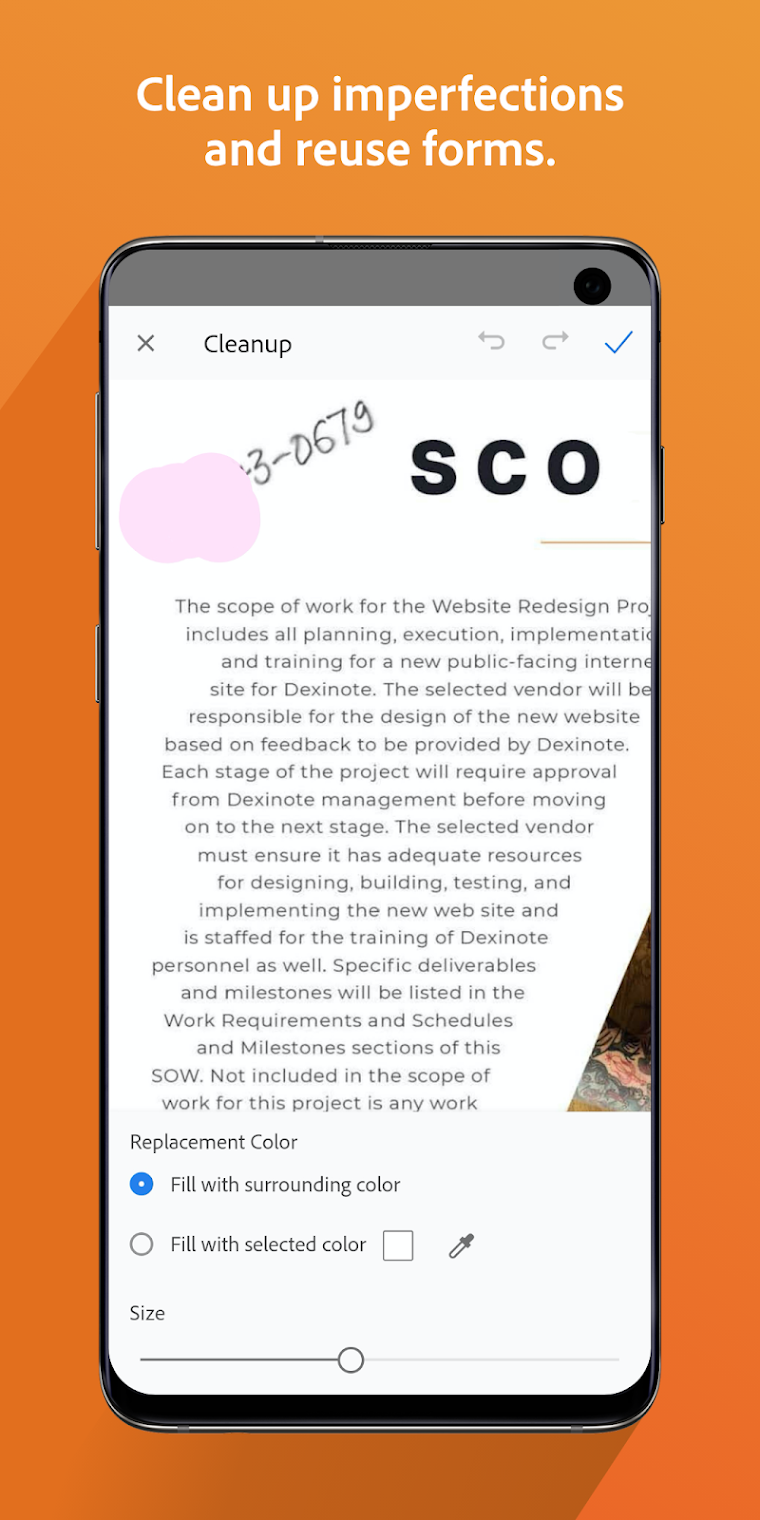 Clean up imperfections
and reuse forms.
Cleanup
3-0679
SCO
The scope of work for the Website Redesign
includes all planning, execution,
and training for a new public-facing
site for Dexinote. The selected vendor will be
responsible for the design of the new website
based on feedback to be provided by Dexinote.
Each stage of the project will require approval
from Dexinote management before moving
on to the next stage. The selected vendor
must ensure it has adequate resources
for designing, building, testing, and
implementing the new web site and
is staffed for the training of Dexinote
personnel as well. Specific deliverables
and milestones will be listed in the
Work Requirements and Schedules
and Milestones sections of this
SOW. Not included in the scope of
work for this project is any work
Replacement Color
Fill with surrounding color
Fill with selected color
Size